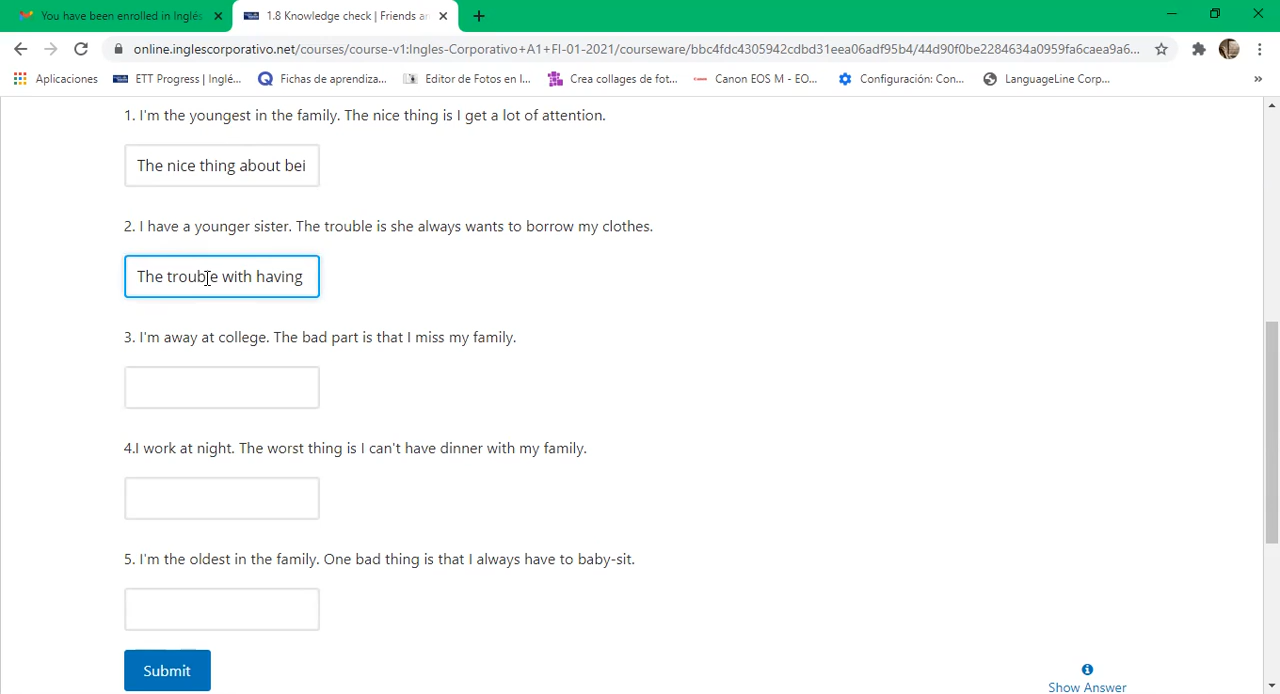 You have been enrolled in Inglés
1.8 Knowledge check | Friends an
online.inglescorporativo.net/courses/course-v1:Ingles-Corporativo+A1+FI-01-2021/courseware/bbc4fdc4305942cdbd31eea06adf95b4/44d90f0be2284634a0959fa6caea9a6...
Aplicaciones
ETT Progress | Inglé...
Fichas de aprendiza...
Editor de Fotos en l...
Crea collages de fot...
Canon EOS M - EO...
Configuración: Con...
LanguageLine Corp...
»
1. I'm the youngest in the family. The nice thing is I get a lot of attention.
The nice thing about bei
2. I have a younger sister. The trouble is she always wants to borrow my clothes.
The trouble with having
3. I'm away at college. The bad part is that I miss my family.
4.I work at night. The worst thing is I can't have dinner with my family.
5. I'm the oldest in the family. One bad thing is that I always have to baby-sit.
Submit
Show Answer